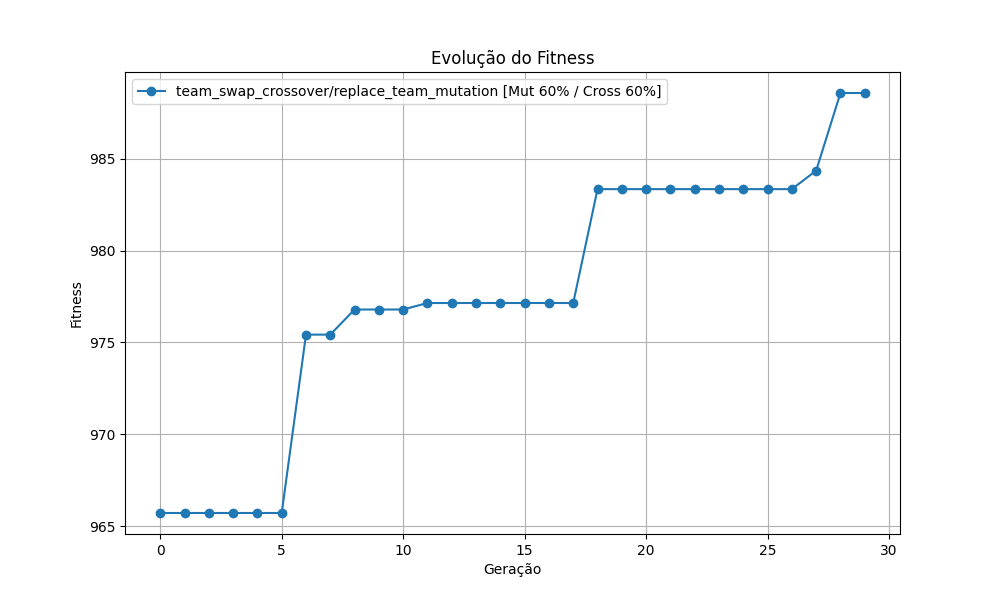 Evolução do Fitness
team_swap_crossover/replace_team_mutation [Mut 60% / Cross 60%]
985
980
975
970
965
Fitness
0 5 10 15 20 25 30
Geração